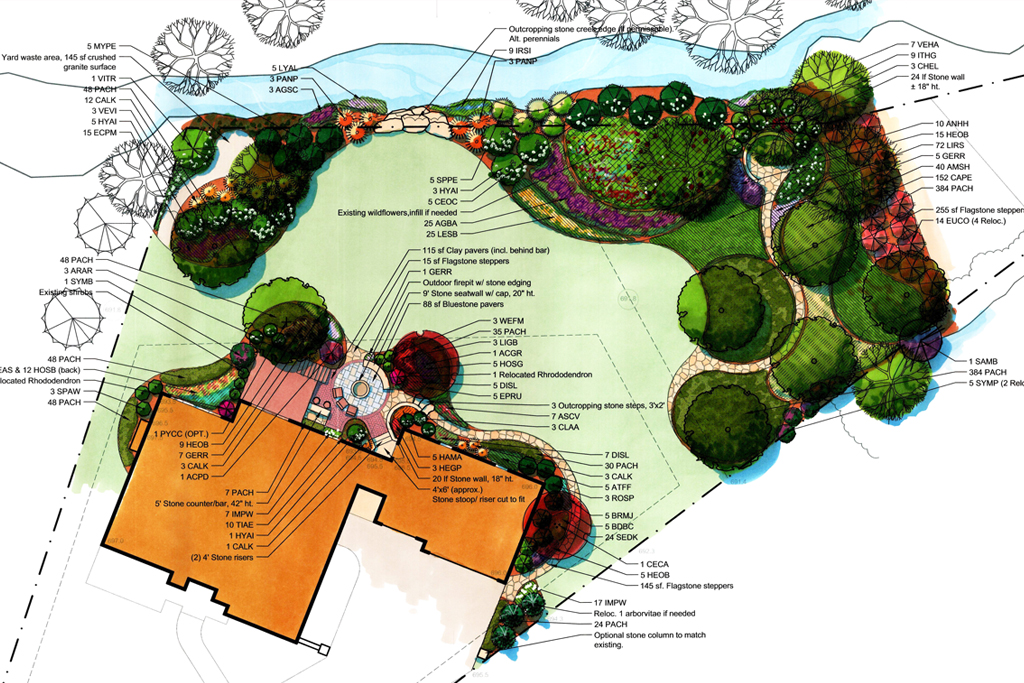 Outcropping stone creek edge (if permissable)
Alt. perennials
9 IRSI
3 PANP
5 MYPE
Yard waste area, 145 sf crushed
granite surface
1 VITR
48 PACH
12 CALK
3 VEVI
5 HYAI
15 ECPM
5 LYAL
3 PANP
3 AGSC
7 VEHA
9 ITHG
3 CHEL
24 lf Stone wall
± 18" ht.
10 ANHH
15 HEOB
72 LIRS
5 GERR
40 AMSH
152 CAPE
384 PACH
255 sf Flagstone steppers
14 EUCO (4 Reloc.)
5 SPPE
3 HYAI
5 CEOC
Existing wildflowers,infill if needed
25 AGBA
25 LESB
115 sf Clay pavers (incl. behind bar)
15 sf Flagstone steppers
1 GERR
Outdoor firepit w/ stone edging
9' Stone seatwall w/ cap, 20" ht.
88 sf Bluestone pavers
48 PACH
3 ARAR
1 SYMB
Existing shrubs
3 WEFM
35 PACH
3 LIGB
1 ACGR
5 HOSG
1 Relocated Rhrododendron
5 DISL
5 EPRU
48 PACH
EAS & 12 HOSB (back)
elocated Rhododendron
3 SPAW
48 PACH
1 SAMB
384 PACH
5 SYMP (2 Relo
3 Outcropping stone steps, 3'x2'
7 ASCV
3 CLAA
1 PYCC (OPT.)
9 HEOB
7 GERR
3 CALK
1 ACPD
5 HAMA
3 HEGP
20 lf Stone wall, 18" ht.
4'x6' (approx.)
Stone stoop/ riser cut to fit
7 DISL
30 PACH
3 CALK
5 ATFF
3 ROSP
7 PACH
5' Stone counter/bar, 42" ht.
7 IMPW
10 TIAE
1 HYAI
1 CALK
(2) 4' Stone risers
5 BRMJ
5 BDBC
24 SEDK
1 CECA
5 HEOB
145 sf. Flagstone steppers
17 IMPW
Reloc. 1 arborvitae if needed
24 PACH
Optional stone column to match
existing.